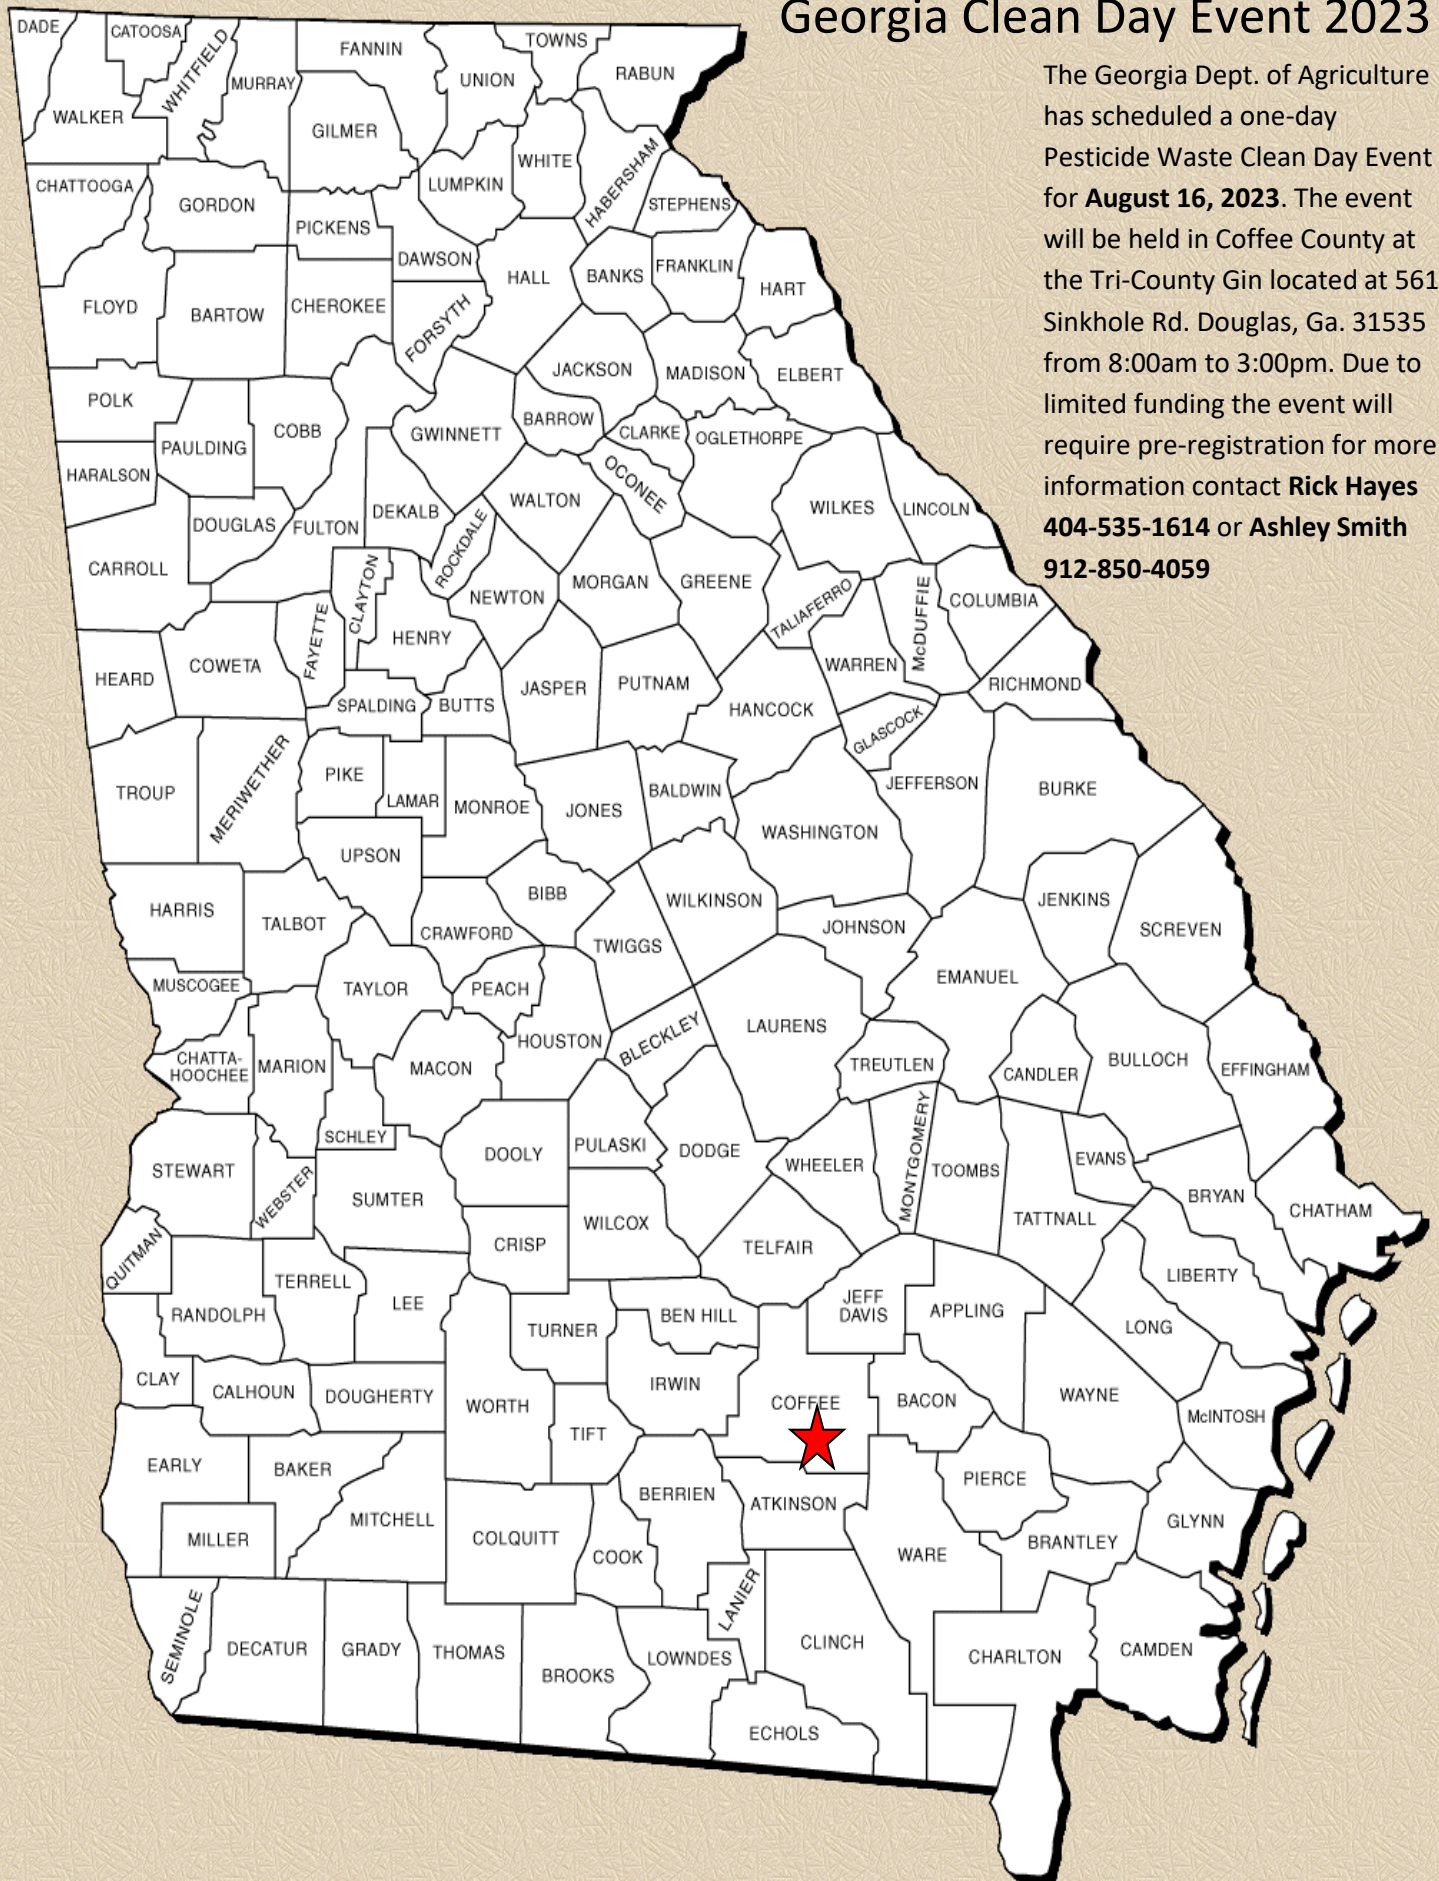 Georgia Clean Day Event 2023
The Georgia Dept. of Agriculture
has scheduled a one-day
Pesticide Waste Clean Day Event
for August 16, 2023. The event
will be held in Coffee County at
the Tri-County Gin located at 561
Sinkhole Rd. Douglas, Ga. 31535
from 8:00am to 3:00pm. Due to
limited funding the event will
require pre-registration for more
information contact Rick Hayes
404-535-1614 or Ashley Smith
912-850-4059
DADE
CATOOSA
WHITFIELD
MURRAY
FANNIN
UNION
TOWNS
RABUN
WALKER
GILMER
WHITE
HABERSHAM
LUMPKIN
STEPHENS
CHATTOOGA
GORDON
PICKENS
DAWSON
HALL
BANKS
FRANKLIN
HART
FLOYD
BARTOW
CHEROKEE
FORSYTH
JACKSON
MADISON
ELBERT
POLK
PAULDING
COBB
GWINNETT
BARROW
CLARKE
OGLETHORPE
HARALSON
OCONEE
DOUGLAS
FULTON
DEKALB
ROCKDALE
WALTON
WILKES
LINCOLN
CARROLL
CLAYTON
NEWTON
MORGAN
GREENE
TALIAFERRO
McDUFFIE
COLUMBIA
HEARD
COWETA
FAYETTE
HENRY
WARREN
RICHMOND
SPALDING
BUTTS
JASPER
PUTNAM
HANCOCK
GLASCOCK
TROUP
MERIWETHER
PIKE
LAMAR
MONROE
JONES
BALDWIN
JEFFERSON
BURKE
UPSON
WASHINGTON
HARRIS
TALBOT
CRAWFORD
BIBB
WILKINSON
JENKINS
SCREVEN
TWIGGS
JOHNSON
MUSCOGEE
TAYLOR
PEACH
EMANUEL
CHATTA-
HOOCHEE
MARION
MACON
HOUSTON
BLECKLEY
LAURENS
TREUTLEN
CANDLER
BULLOCH
EFFINGHAM
SCHLEY
DOOLY
PULASKI
DODGE
WHEELER
MONTGOMERY
TOOMBS
EVANS
STEWART
WEBSTER
SUMTER
TATTNALL
BRYAN
CHATHAM
QUITMAN
CRISP
WILCOX
TELFAIR
LIBERTY
RANDOLPH
TERRELL
LEE
TURNER
BEN HILL
JEFF
DAVIS
APPLING
LONG
CLAY
CALHOUN
DOUGHERTY
WORTH
TIFT
IRWIN
COFFEE
BACON
WAYNE
McINTOSH
EARLY
BAKER
MITCHELL
BERRIEN
ATKINSON
PIERCE
MILLER
COLQUITT
COOK
WARE
BRANTLEY
GLYNN
SEMINOLE
DECATUR
GRADY
THOMAS
BROOKS
LOWNDES
LANIER
CLINCH
CHARLTON
CAMDEN
ECHOLS